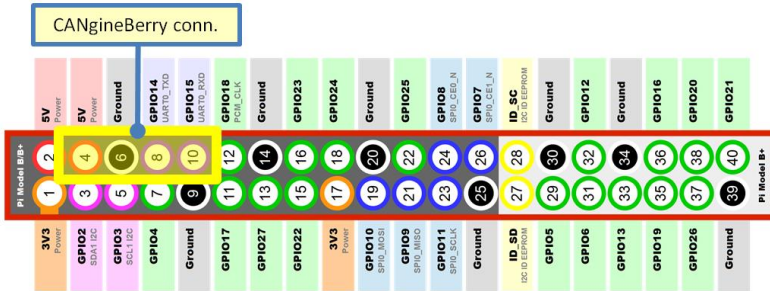 CANgineBerry conn.
5V
Power
5V
Power
Ground
GPIO14
UART0_TXD
GPIO15
UART0_RXD
GPIO18
PCM_CLK
Ground
GPIO23
GPIO24
Ground
GPIO25
GPIO8
SPI0_CE0_N
GPIO7
SPI0_CE1_N
ID_SC
I2C ID EEPROM
Ground
GPIO12
Ground
GPIO16
GPIO20
GPIO21
Pi Model B/B+
2 4 6 8 10 12 14 16 18 20 22 24 26 28 30 32 34 36 38 40
1 3 5 7 9 11 13 15 17 19 21 23 25 27 29 31 33 35 37 39
Pi Model B+
3V3
Power
GPIO2
SDA1 I2C
GPIO3
SCL1 I2C
GPIO4
Ground
GPIO17
GPIO27
GPIO22
3V3
Power
GPIO10
SPI0_MOSI
GPIO9
SPI0_MISO
GPIO11
SPI0_SCLK
Ground
ID_SD
I2C ID EEPROM
GPIO5
GPIO6
GPIO13
GPIO19
GPIO26
Ground